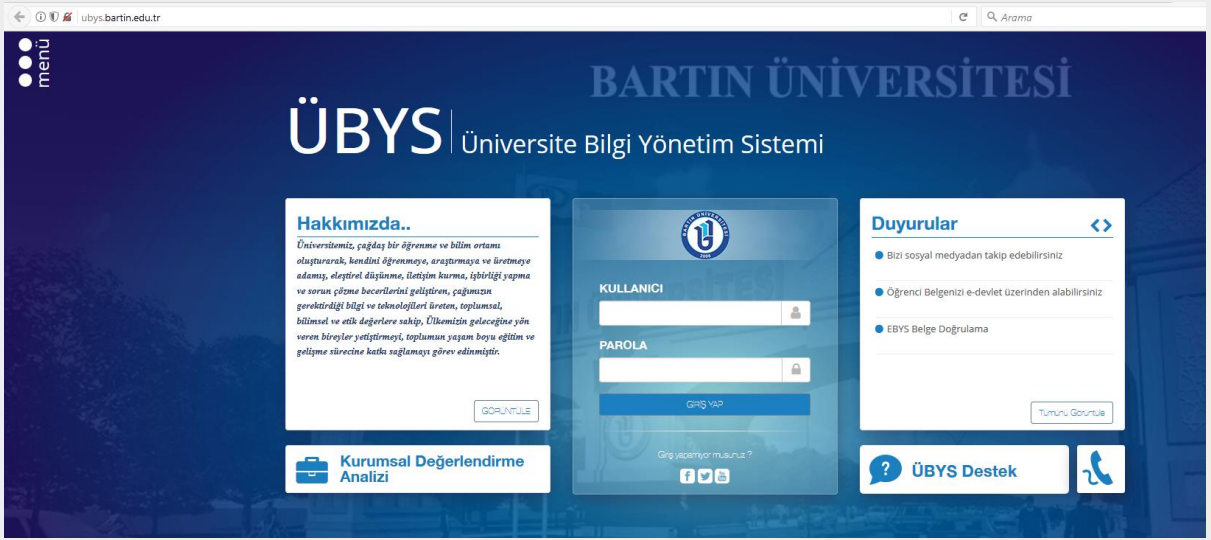 ubys.bartin.edu.tr
Arama
menü
BARTIN ÜNİVERSİTESİ
ÜBYS
Üniversite Bilgi Yönetim Sistemi
Hakkımızda..
Üniversitemiz, çağdaş bir öğrenme ve bilim ortamı
oluşturarak, kendini öğrenmeye, araştırmaya ve üretmeye
adamış, eleştirel düşünme, iletişim kurma, işbirliği yapma
ve sorun çözme becerilerini geliştiren, çağımızın
gerektirdiği bilgi ve teknolojileri üreten, toplumsal,
bilimsel ve etik değerlere sahip, Ülkemizin geleceğine yön
veren bireyler yetiştirmeyi, toplumun yaşam boyu eğitim ve
gelişme sürecine katkı sağlamayı görev edinmiştir.
GÖRÜNTÜLE
Kurumsal Değerlendirme
Analizi
BARTIN ÜNİVERSİTESİ
2008
KULLANICI
PAROLA
GİRİŞ YAP
Giriş yapamıyor musunuz ?
Duyurular
Bizi sosyal medyadan takip edebilirsiniz
Öğrenci Belgenizi e-devlet üzerinden alabilirsiniz
EBYS Belge Doğrulama
Tümünü Görüntüle
ÜBYS Destek